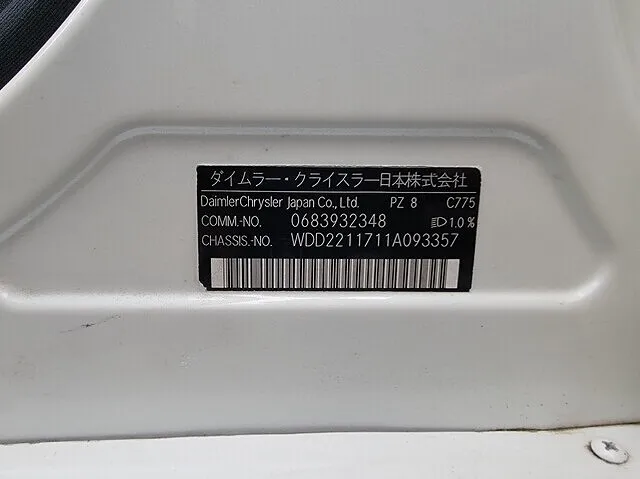 ダイムラー・クライスラー日本株式会社
DaimlerChrysler Japan Co., Ltd. PZ 8 C775
COMM.-NO. 0683932348 1.0 %
CHASSIS.-NO. WDD2211711A093357